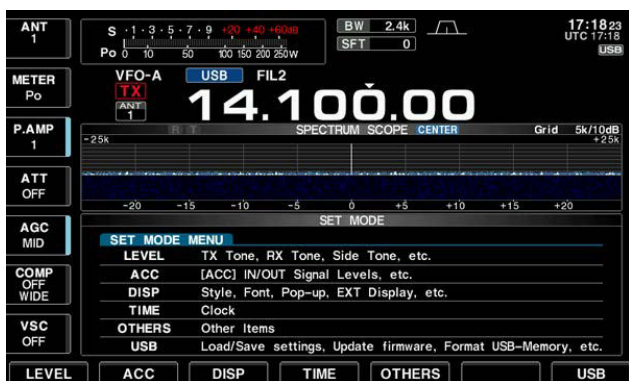 ANT
1
METER
Po
P.AMP
1
ATT
OFF
AGC
MID
COMP
OFF
WIDE
VSC
OFF
S 1 3 5 7 9 +20 +40 +60dB
Po 0 10 50 100 150 200 250W
BW 2.4k
SFT 0
17:18 23
UTC 17:18
USB
VFO-A USB FIL2
TX
ANT
1
14.100.00
R T SPECTRUM SCOPE CENTER Grid 5k/10dB
-25k +25k
-20 -15 -10 -5 0 +5 +10 +15 +20
SET MODE
SET MODE MENU
LEVEL TX Tone, RX Tone, Side Tone, etc.
ACC [ACC] IN/OUT Signal Levels, etc.
DISP Style, Font, Pop-up, EXT Display, etc.
TIME Clock
OTHERS Other Items
USB Load/Save settings, Update firmware, Format USB-Memory, etc.
LEVEL ACC DISP TIME OTHERS USB